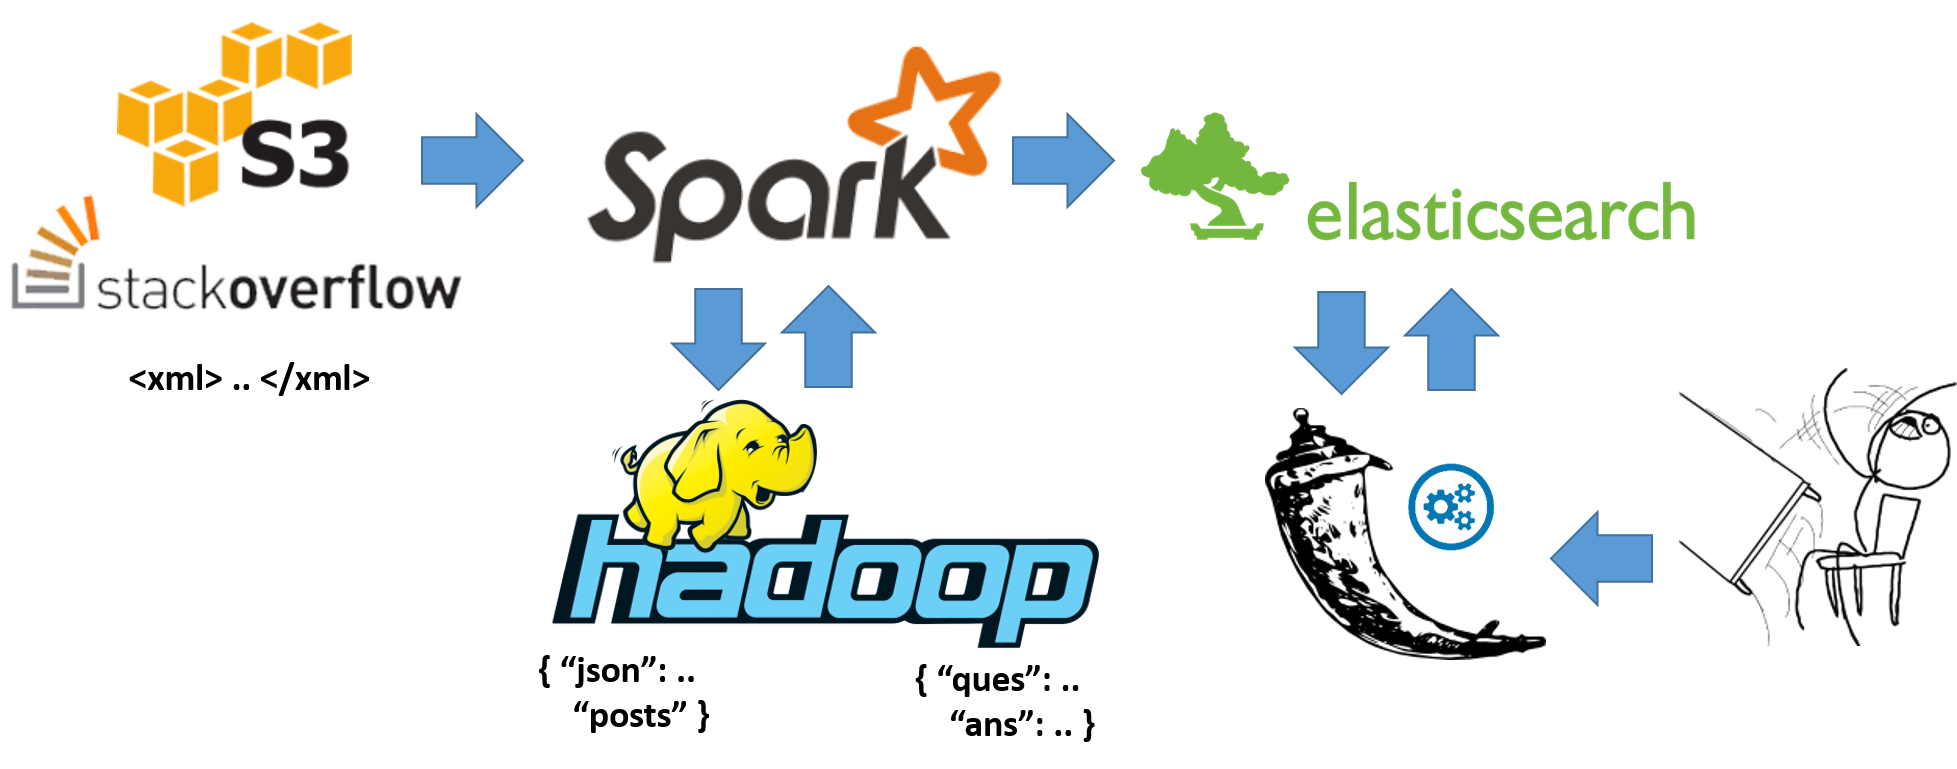 S3
stackoverflow
<xml> .. </xml>
Spark
elasticsearch
hadoop
{ “json”: ..
“posts” }
{ “ques”: ..
“ans”: .. }